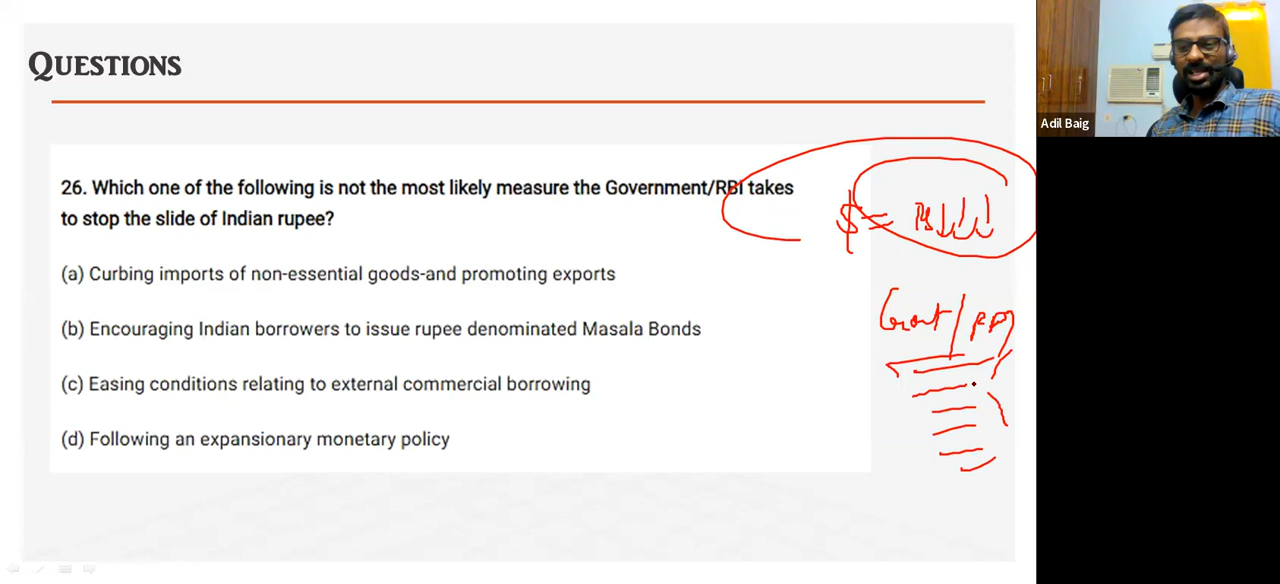 QUESTIONS
Adil Baig
26. Which one of the following is not the most likely measure the Government/RBI takes
to stop the slide of Indian rupee?
$ =
(a) Curbing imports of non-essential goods-and promoting exports
(b) Encouraging Indian borrowers to issue rupee denominated Masala Bonds
(c) Easing conditions relating to external commercial borrowing
(d) Following an expansionary monetary policy